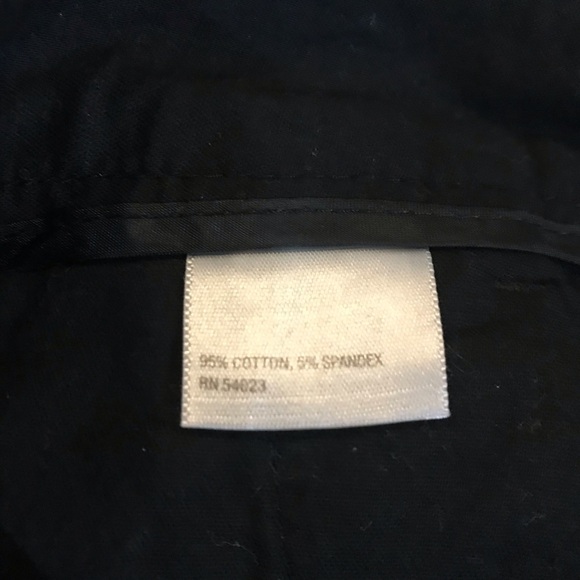 95% COTTON, 5% SPANDEX
RN 54023